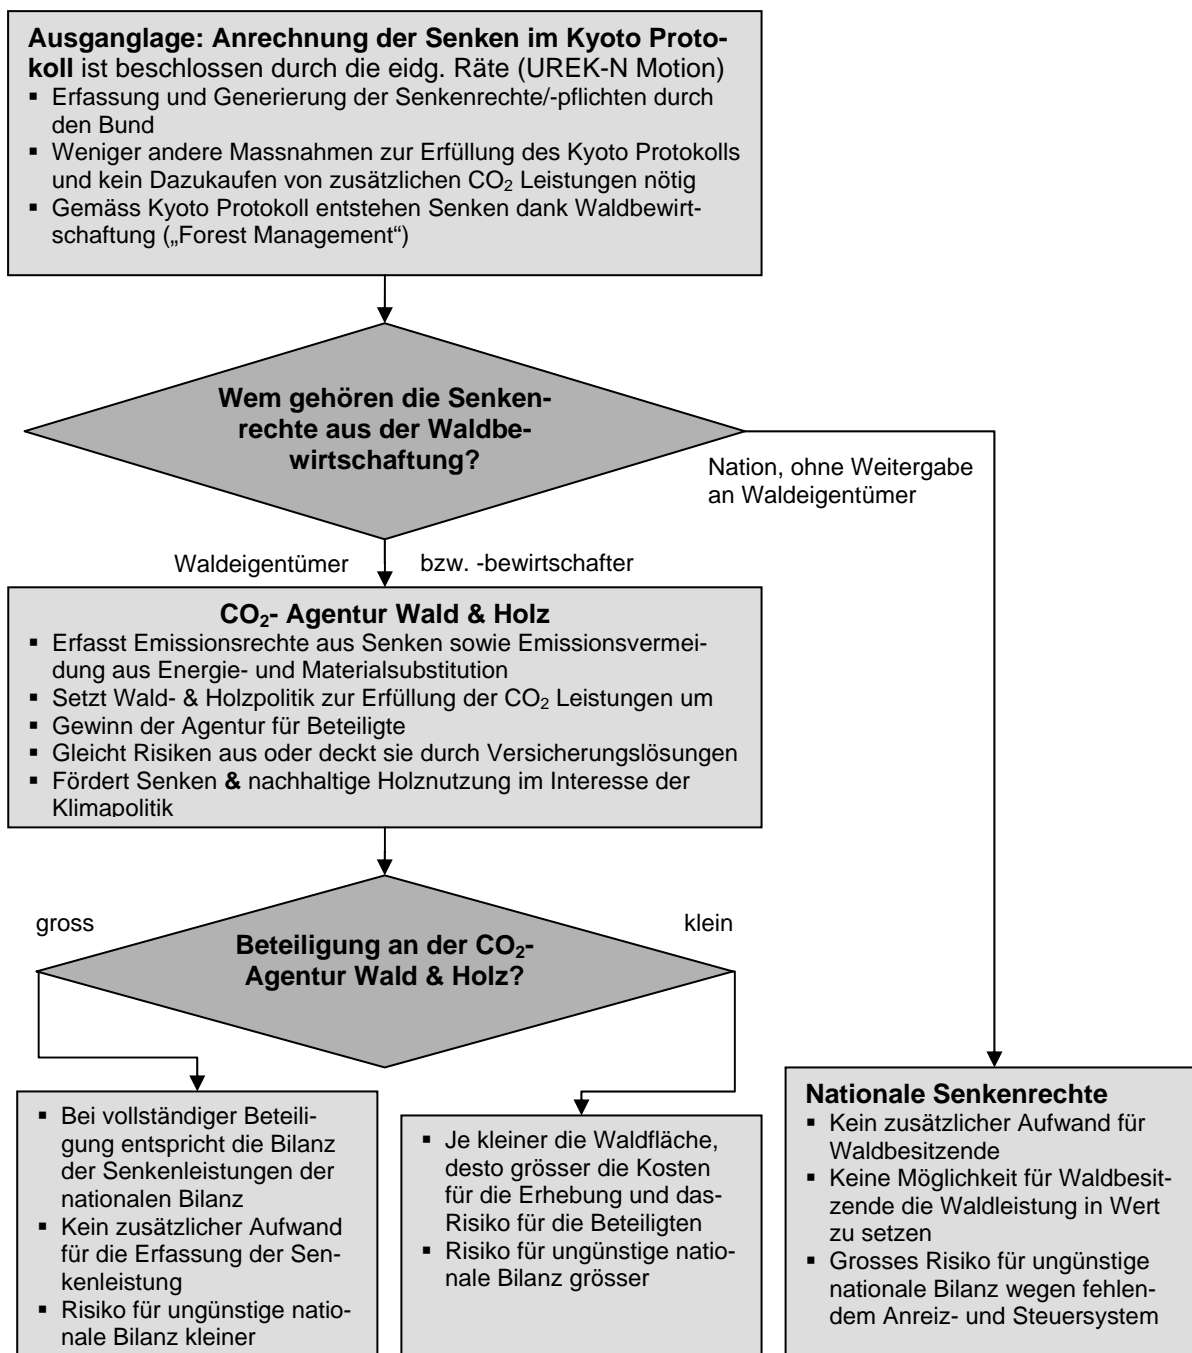 Ausganglage: Anrechnung der Senken im Kyoto Proto-
koll ist beschlossen durch die eidg. Räte (UREK-N Motion)
▪ Erfassung und Generierung der Senkenrechte/-pflichten durch
den Bund
▪ Weniger andere Massnahmen zur Erfüllung des Kyoto Protokolls
und kein Dazukaufen von zusätzlichen CO₂ Leistungen nötig
▪ Gemäss Kyoto Protokoll entstehen Senken dank Waldbewirt-
schaftung („Forest Management“)
Wem gehören die Senken-
rechte aus der Waldbe-
wirtschaftung?
Nation, ohne Weitergabe
an Waldeigentümer
Waldeigentümer bzw. -bewirtschafter
CO₂- Agentur Wald & Holz
▪ Erfasst Emissionsrechte aus Senken sowie Emissionsvermei-
dung aus Energie- und Materialsubstitution
▪ Setzt Wald- & Holzpolitik zur Erfüllung der CO₂ Leistungen um
▪ Gewinn der Agentur für Beteiligte
▪ Gleicht Risiken aus oder deckt sie durch Versicherungslösungen
▪ Fördert Senken & nachhaltige Holznutzung im Interesse der
Klimapolitik
gross
klein
Beteiligung an der CO₂-
Agentur Wald & Holz?
▪ Bei vollständiger Beteili-
gung entspricht die Bilanz
der Senkenleistungen der
nationalen Bilanz
▪ Kein zusätzlicher Aufwand
für die Erfassung der Sen-
kenleistung
▪ Risiko für ungünstige natio-
nale Bilanz kleiner
▪ Je kleiner die Waldfläche,
desto grösser die Kosten
für die Erhebung und das-
Risiko für die Beteiligten
▪ Risiko für ungünstige natio-
nale Bilanz grösser
Nationale Senkenrechte
▪ Kein zusätzlicher Aufwand für
Waldbesitzende
▪ Keine Möglichkeit für Waldbesit-
zende die Waldleistung in Wert
zu setzen
▪ Grosses Risiko für ungünstige
nationale Bilanz wegen fehlen-
dem Anreiz- und Steuersystem